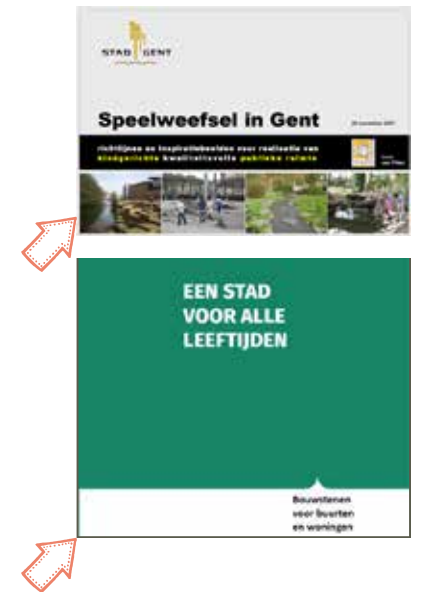 STAD GENT
Speelweefsel in Gent
richtlijnen en inspiratiebeelden voor realisatie van
kindgerichte kwaliteitsvolle publieke ruimte
EEN STAD
VOOR ALLE
LEEFTIJDEN
Bouwstenen
voor buurten
en woningen